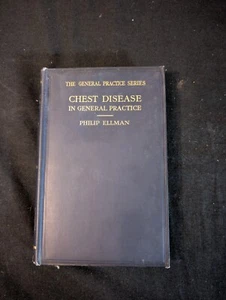 THE GENERAL PRACTICE SERIES
CHEST DISEASE
IN GENERAL PRACTICE
PHILIP ELLMAN